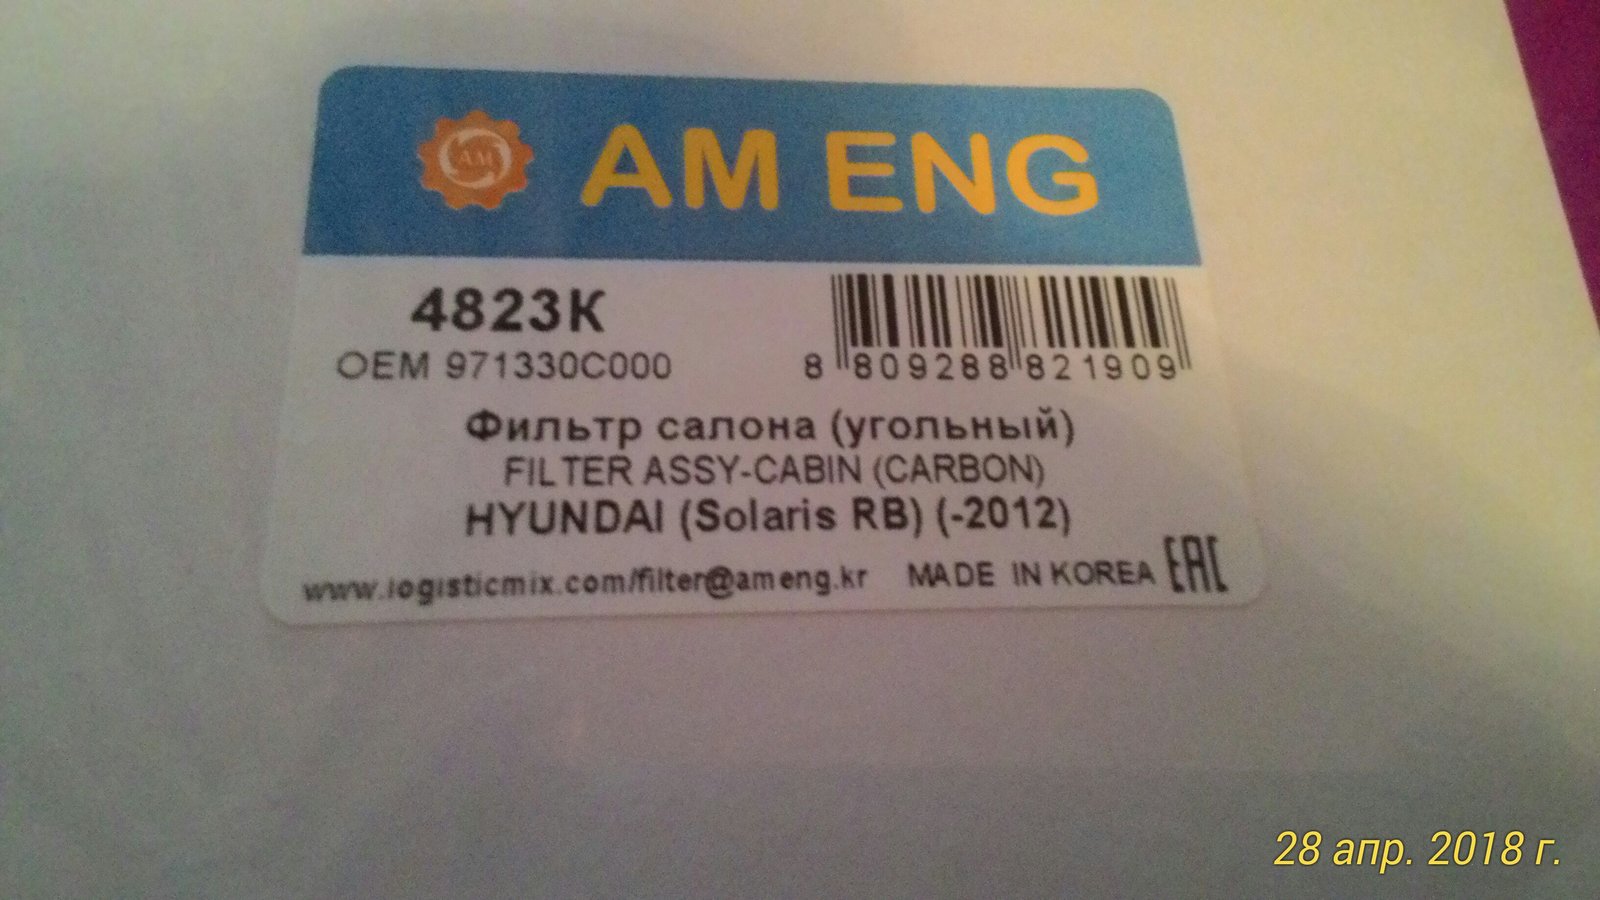 AM
AM ENG
4823K
OEM 971330C000
8 809288 821909
Фильтр салона (угольный)
FILTER ASSY-CABIN (CARBON)
HYUNDAI (Solaris RB) (-2012)
www.logisticmix.com/filter@ameng.kr MADE IN KOREA EAC
28 апр. 2018 г.